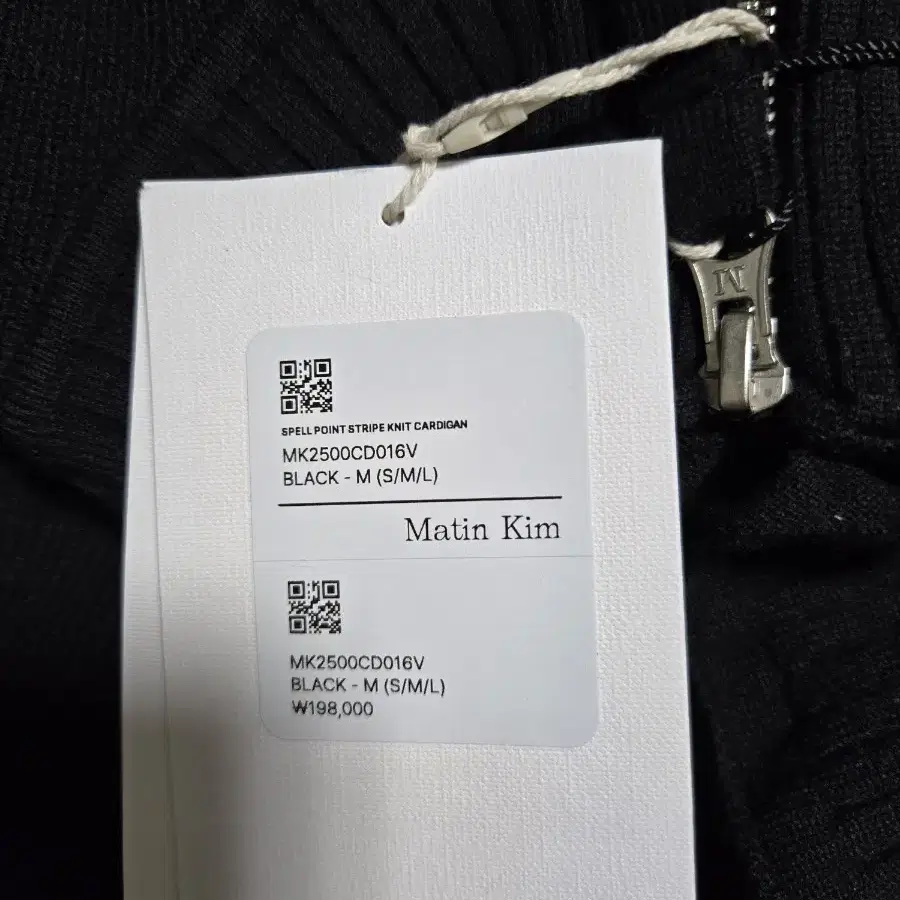 M
SPELL POINT STRIPE KNIT CARDIGAN
MK2500CD016V
BLACK - M (S/M/L)
Matin Kim
MK2500CD016V
BLACK - M (S/M/L)
₩198,000